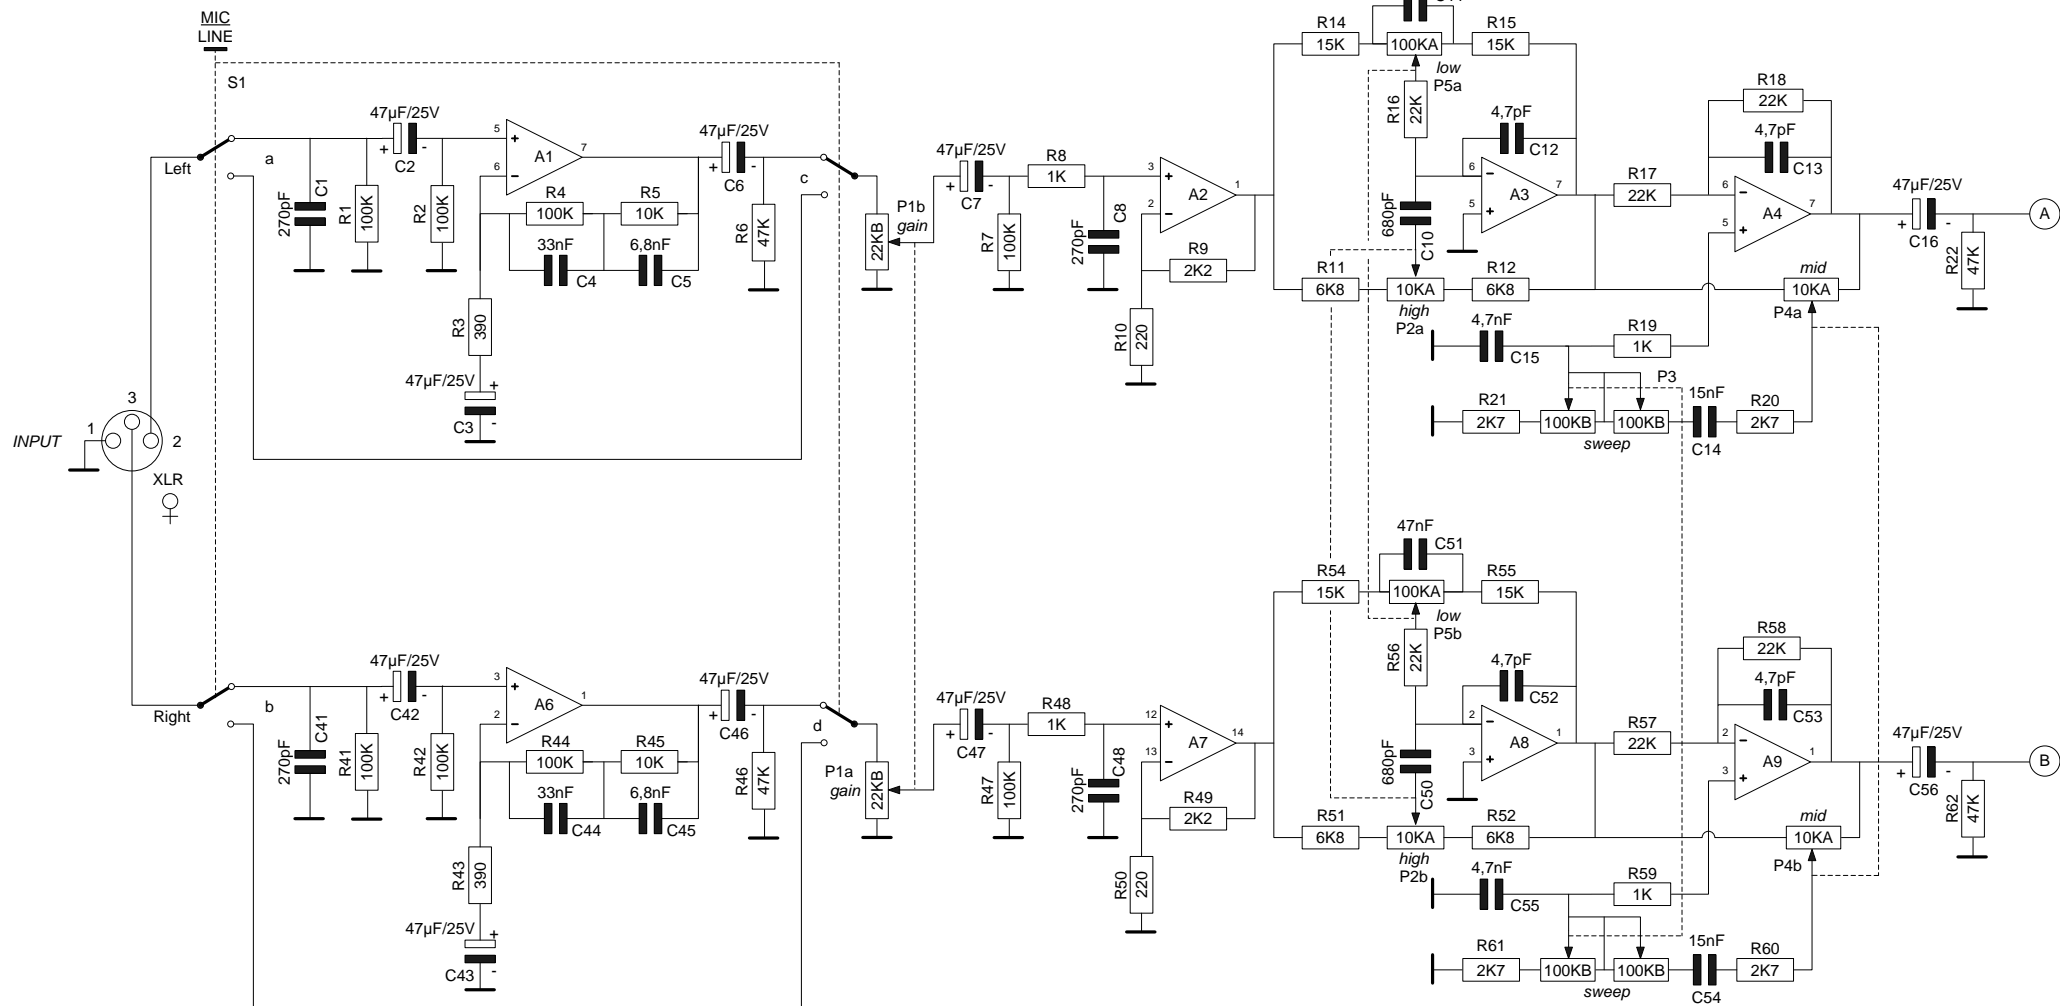 MIC
LINE
S1
Left
a
270pF
C1
R1
100K
47µF/25V
+
-
C2
R2
100K
5
+
6
−
A1
7
R4
100K
R5
10K
33nF
C4
6,8nF
C5
R3
390
47µF/25V
+
-
C3
47µF/25V
+
-
C6
R6
47K
c
22KB
P1b
gain
47µF/25V
+
-
C7
R7
100K
R8
1K
270pF
C8
3
+
2
−
A2
1
R9
2K2
R10
220
R14
15K
100KA
R15
15K
low
P5a
R16
22K
4,7pF
C12
6
−
5
+
A3
7
680pF
C10
R11
6K8
10KA
R12
6K8
high
P2a
R17
22K
R18
22K
4,7pF
C13
6
−
5
+
A4
7
mid
10KA
P4a
47µF/25V
+
-
C16
R22
47K
A
4,7nF
C15
R19
1K
P3
R21
2K7
100KB
100KB
sweep
15nF
C14
R20
2K7
INPUT
1
3
2
XLR
Right
b
270pF
C41
R41
100K
47µF/25V
+
-
C42
R42
100K
3
+
2
−
A6
1
R44
100K
R45
10K
33nF
C44
6,8nF
C45
R43
390
47µF/25V
+
-
C43
47µF/25V
+
-
C46
R46
47K
d
22KB
P1a
gain
47µF/25V
+
-
C47
R47
100K
R48
1K
270pF
C48
12
+
13
−
A7
14
R49
2K2
R50
220
47nF
C51
R54
15K
100KA
R55
15K
low
P5b
R56
22K
4,7pF
C52
2
−
3
+
A8
1
680pF
C50
R51
6K8
10KA
R52
6K8
high
P2b
R57
22K
R58
22K
4,7pF
C53
2
−
3
+
A9
1
mid
10KA
P4b
47µF/25V
+
-
C56
R62
47K
B
4,7nF
C55
R59
1K
R61
2K7
100KB
100KB
sweep
15nF
C54
R60
2K7